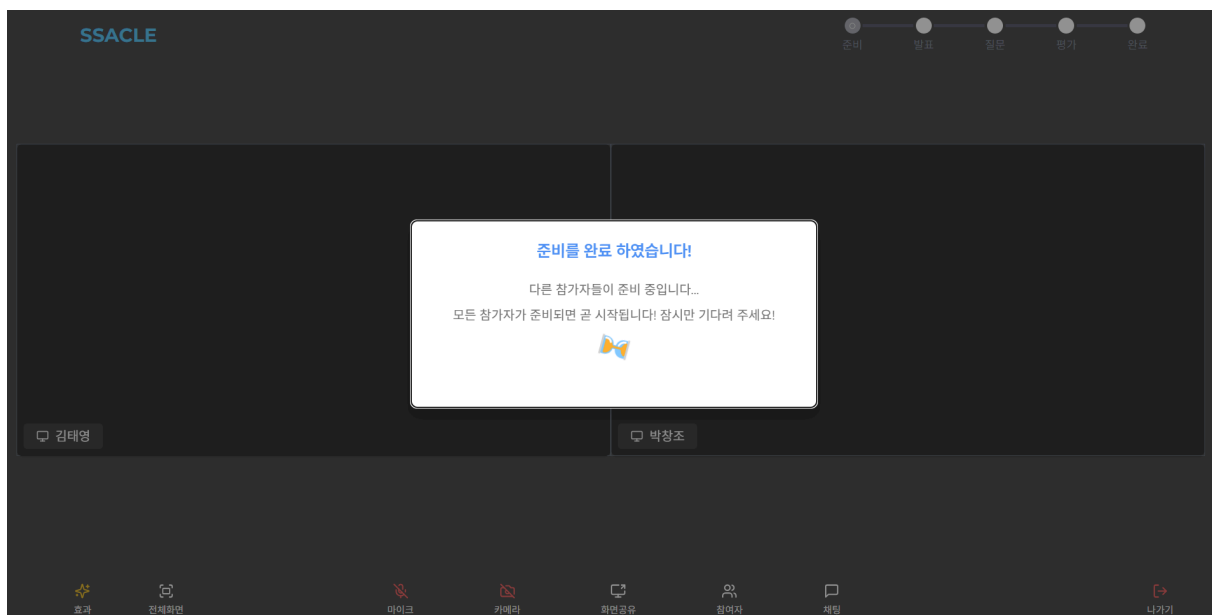 SSACLE
준비 발표 질문 평가 완료
준비를 완료 하였습니다!
다른 참가자들이 준비 중입니다...
모든 참가자가 준비되면 곧 시작됩니다! 잠시만 기다려 주세요!
김태영 박창조
효과 전체화면 마이크 카메라 화면공유 참여자 채팅 나가기